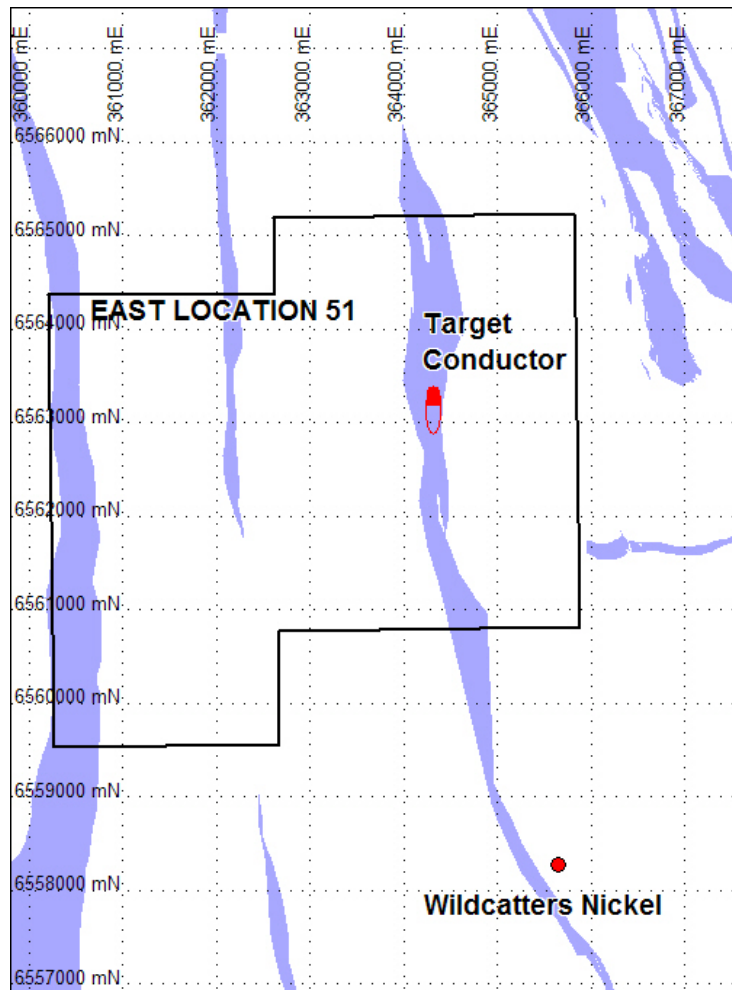 360000 mE
361000 mE
362000 mE
363000 mE
364000 mE
365000 mE
366000 mE
367000 mE
6566000 mN
6565000 mN
6564000 mN
EAST LOCATION 51
Target
Conductor
6563000 mN
6562000 mN
6561000 mN
6560000 mN
6559000 mN
6558000 mN
Wildcatters Nickel
6557000 mN